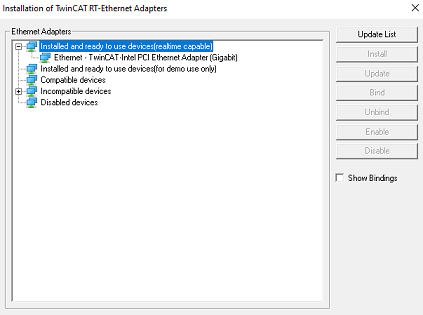 Installation of TwinCAT RT-Ethernet Adapters
Ethernet Adapters
Installed and ready to use devices(realtime capable)
Ethernet - TwinCAT-Intel PCI Ethernet Adapter (Gigabit)
Installed and ready to use devices(for demo use only)
Compatible devices
Incompatible devices
Disabled devices
Update List
Install
Update
Bind
Unbind
Enable
Disable
Show Bindings